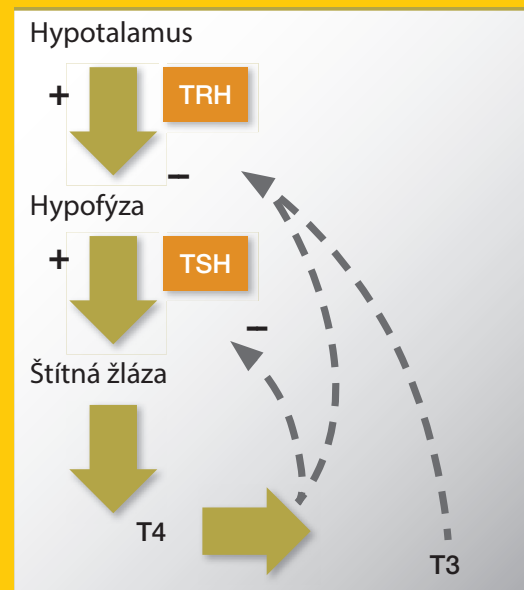 Hypotalamus
+
TRH
–
Hypofýza
+
TSH
–
Štítná žláza
T4
T3